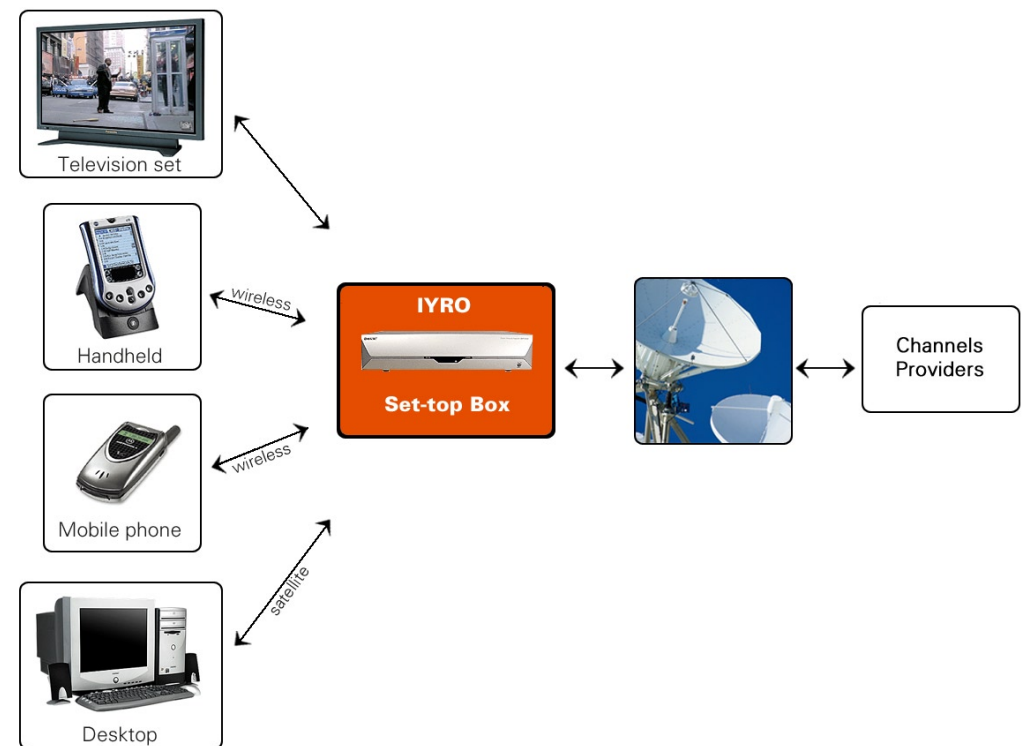 Television set
Handheld
wireless
Mobile phone
wireless
Desktop
satellite
IYRO
Set-top Box
Channels
Providers